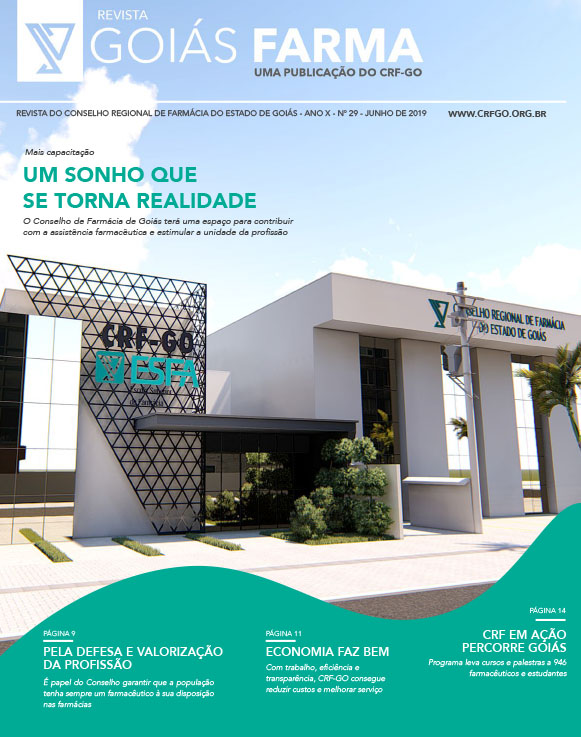 REVISTA
GOIÁS FARMA
UMA PUBLICAÇÃO DO CRF-GO
REVISTA DO CONSELHO REGIONAL DE FARMÁCIA DO ESTADO DE GOIÁS - ANO X - Nº 29 - JUNHO DE 2019
WWW.CRFGO.ORG.BR
Mais capacitação
UM SONHO QUE
SE TORNA REALIDADE
O Conselho de Farmácia de Goiás terá uma espaço para contribuir
com a assistência farmacêutica e estimular a unidade da profissão
CRF-GO
ESFA
SELHO REGIONAL DE FARMÁCIA
DO ESTADO DE GOIÁS
PÁGINA 9
PELA DEFESA E VALORIZAÇÃO
DA PROFISSÃO
É papel do Conselho garantir que a população
tenha sempre um farmacêutico à sua disposição
nas farmácias
PÁGINA 11
ECONOMIA FAZ BEM
Com trabalho, eficiência e
transparência, CRF-GO consegue
reduzir custos e melhorar serviço
PÁGINA 14
CRF EM AÇÃO
PERCORRE GOIÁS
Programa leva cursos e palestras a 946
farmacêuticos e estudantes